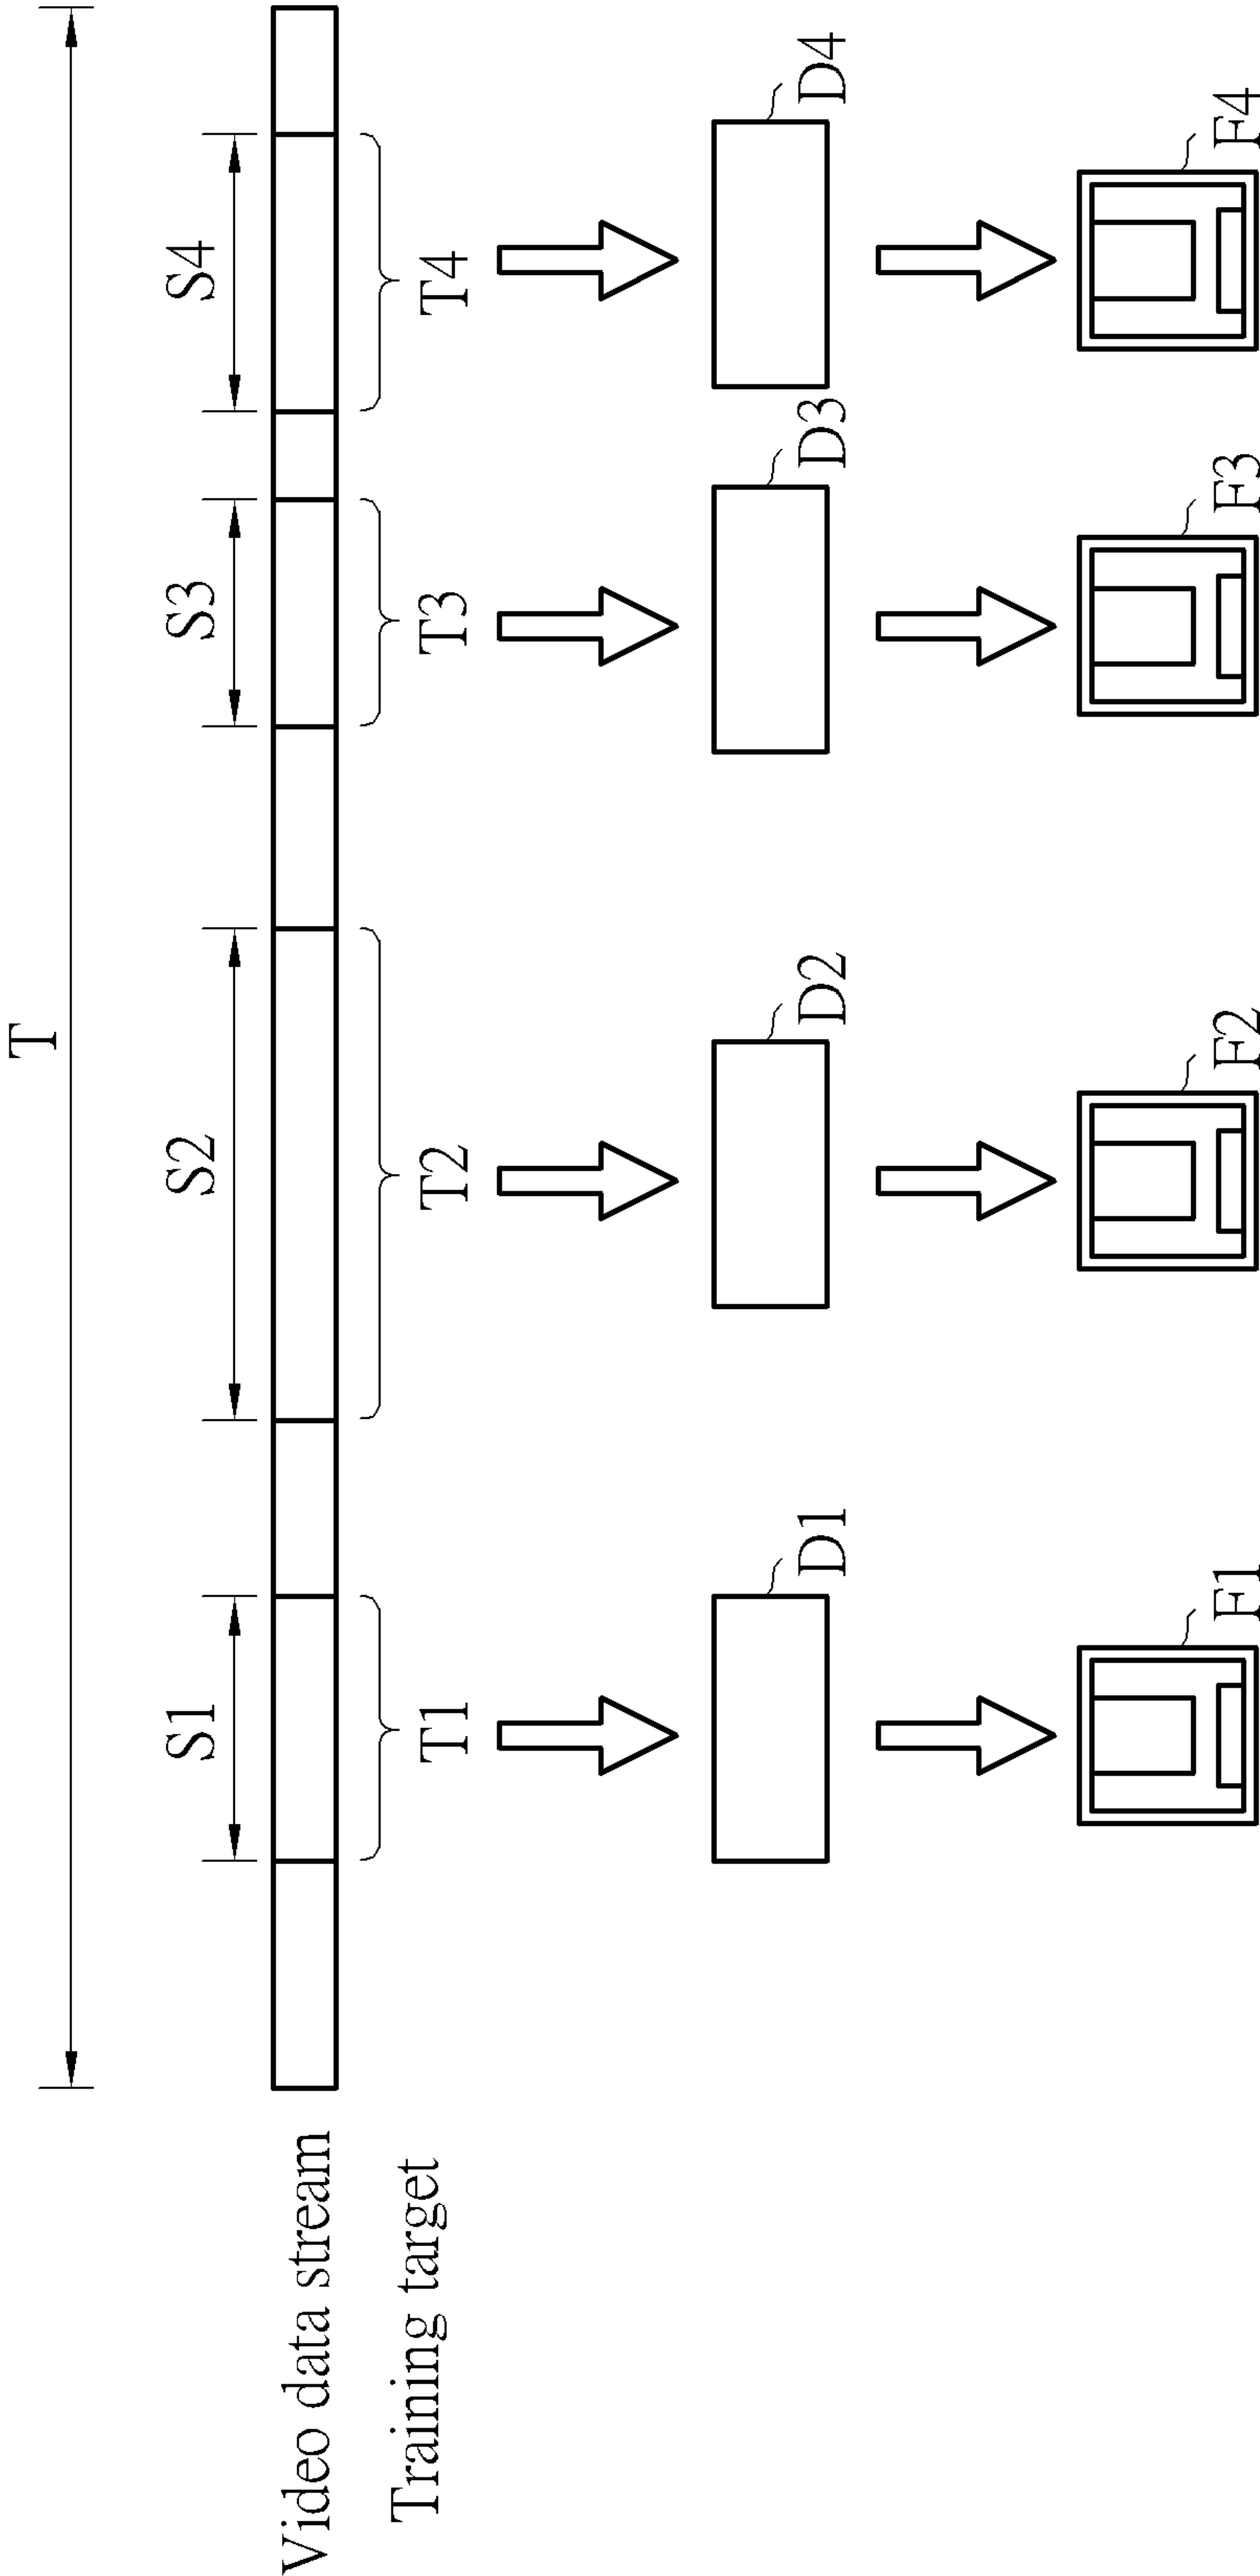 T
S1 S2 S3 S4
Video data stream
Training target T1 T2 T3 T4
D1 D2 D3 D4
F1 F2 F3 F4